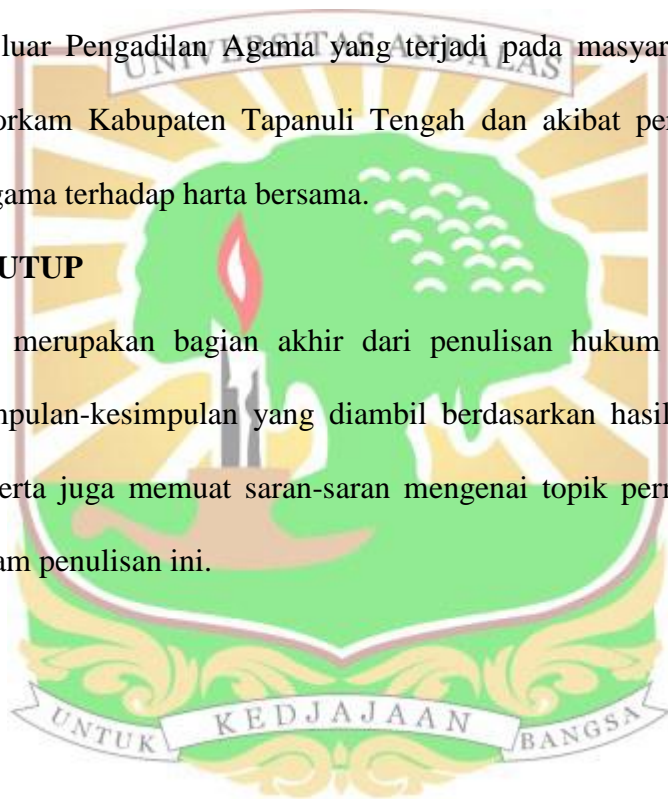 luar Pengadilan Agama yang terjadi pada masyar
UNIVERSITAS ANDALAS
orkam Kabupaten Tapanuli Tengah dan akibat per
gama terhadap harta bersama.
UTUP
merupakan bagian akhir dari penulisan hukum
npulan-kesimpulan yang diambil berdasarkan hasil
erta juga memuat saran-saran mengenai topik perm
am penulisan ini.
UNTUK KEDJAJAAN BANGSA